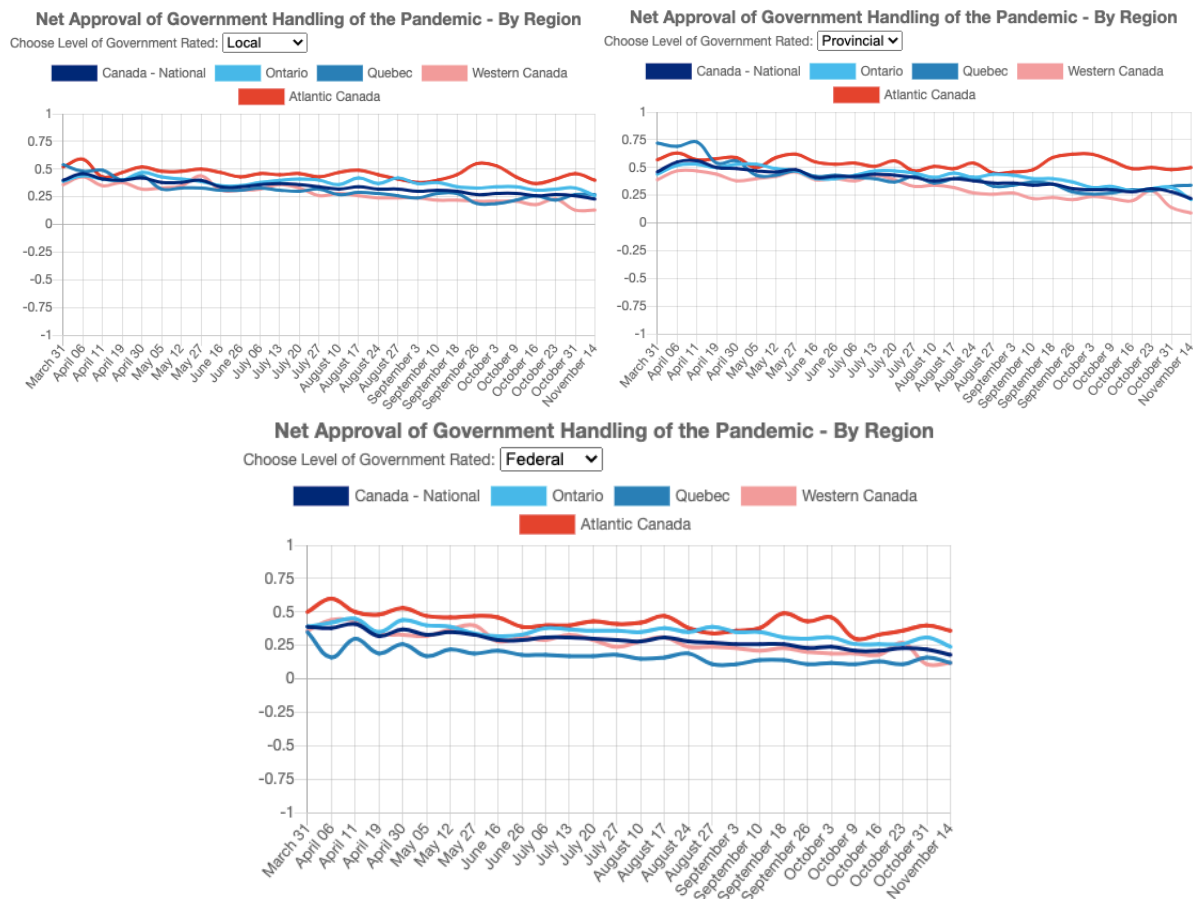 Net Approval of Government Handling of the Pandemic - By Region
Choose Level of Government Rated: Local
Canada - National Ontario Quebec Western Canada
Atlantic Canada
1
0.75
0.5
0.25
0
-0.25
-0.5
-0.75
-1
March 31 April 06 April 11 April 19 April 30 May 05 May 12 May 27 June 16 June 26 July 06 July 13 July 20 July 27 August 10 August 17 August 24 August 27 September 3 September 10 September 18 September 26 October 3 October 9 October 16 October 23 October 31 November 14
Net Approval of Government Handling of the Pandemic - By Region
Choose Level of Government Rated: Provincial
Canada - National Ontario Quebec Western Canada
Atlantic Canada
1
0.75
0.5
0.25
0
-0.25
-0.5
-0.75
-1
March 31 April 06 April 11 April 19 April 30 May 05 May 12 May 27 June 16 June 26 July 06 July 13 July 20 July 27 August 10 August 17 August 24 August 27 September 3 September 10 September 18 September 26 October 3 October 9 October 16 October 23 October 31 November 14
Net Approval of Government Handling of the Pandemic - By Region
Choose Level of Government Rated: Federal
Canada - National Ontario Quebec Western Canada
Atlantic Canada
1
0.75
0.5
0.25
0
-0.25
-0.5
-0.75
-1
March 31 April 06 April 11 April 19 April 30 May 05 May 12 May 27 June 16 June 26 July 06 July 13 July 20 July 27 August 10 August 17 August 24 August 27 September 3 September 10 September 18 September 26 October 3 October 9 October 16 October 23 October 31 November 14